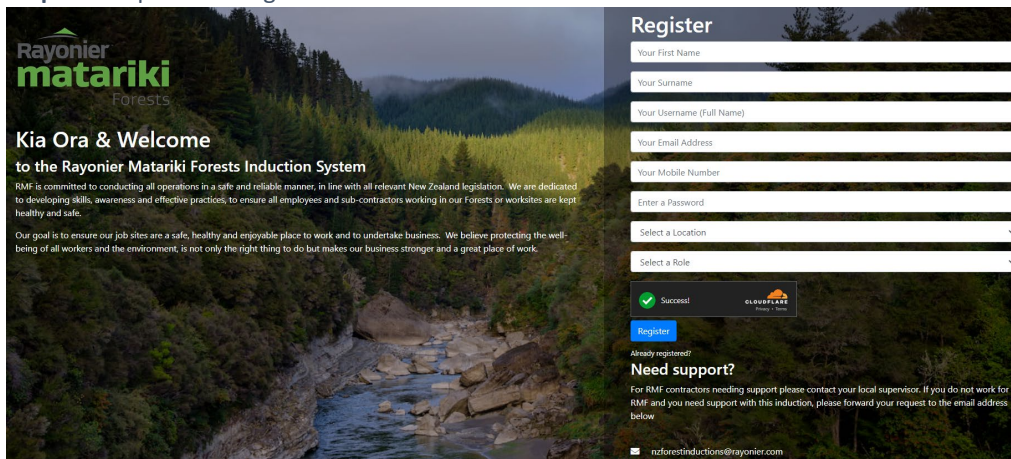 Rayonier
matariki
Forests
Kia Ora & Welcome
to the Rayonier Matariki Forests Induction System
RMF is committed to conducting all operations in a safe and reliable manner, in line with all relevant New Zealand legislation. We are dedicated
to developing skills, awareness and effective practices, to ensure all employees and sub-contractors working in our Forests or worksites are kept
healthy and safe.
Our goal is to ensure our job sites are a safe, healthy and enjoyable place to work and to undertake business. We believe protecting the well-
being of all workers and the environment, is not only the right thing to do but makes our business stronger and a great place of work.
Register
Your First Name
Your Surname
Your Username (Full Name)
Your Email Address
Your Mobile Number
Enter a Password
Select a Location
Select a Role
Success!
CLOUDFLARE
Privacy • Terms
Register
Already registered?
Need support?
For RMF contractors needing support please contact your local supervisor. If you do not work for
RMF and you need support with this induction, please forward your request to the email address
below
nzforestinductions@rayonier.com